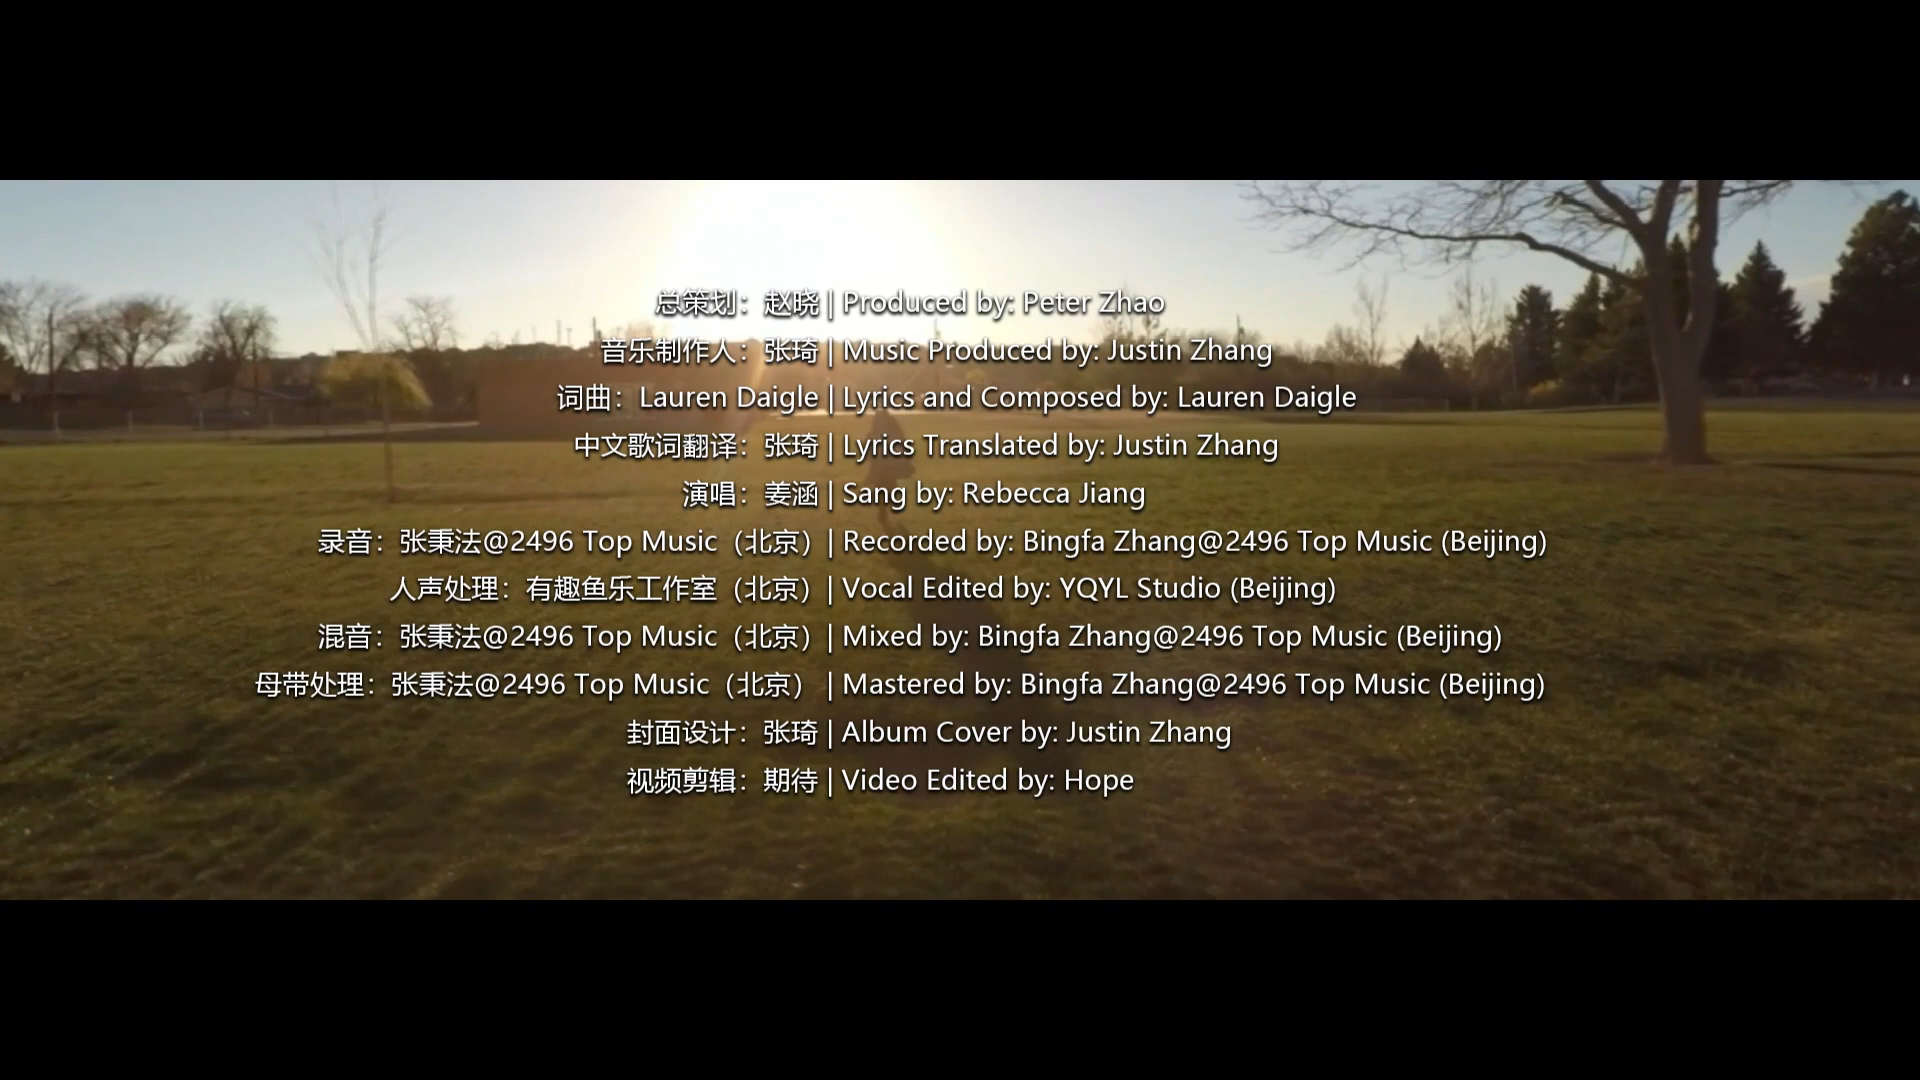 总策划：赵晓 | Produced by: Peter Zhao
音乐制作人：张琦 | Music Produced by: Justin Zhang
词曲：Lauren Daigle | Lyrics and Composed by: Lauren Daigle
中文歌词翻译：张琦 | Lyrics Translated by: Justin Zhang
演唱：姜涵 | Sang by: Rebecca Jiang
录音：张秉法@2496 Top Music（北京）| Recorded by: Bingfa Zhang@2496 Top Music (Beijing)
人声处理：有趣鱼乐工作室（北京）| Vocal Edited by: YQYL Studio (Beijing)
混音：张秉法@2496 Top Music（北京）| Mixed by: Bingfa Zhang@2496 Top Music (Beijing)
母带处理：张秉法@2496 Top Music（北京） | Mastered by: Bingfa Zhang@2496 Top Music (Beijing)
封面设计：张琦 | Album Cover by: Justin Zhang
视频剪辑：期待 | Video Edited by: Hope